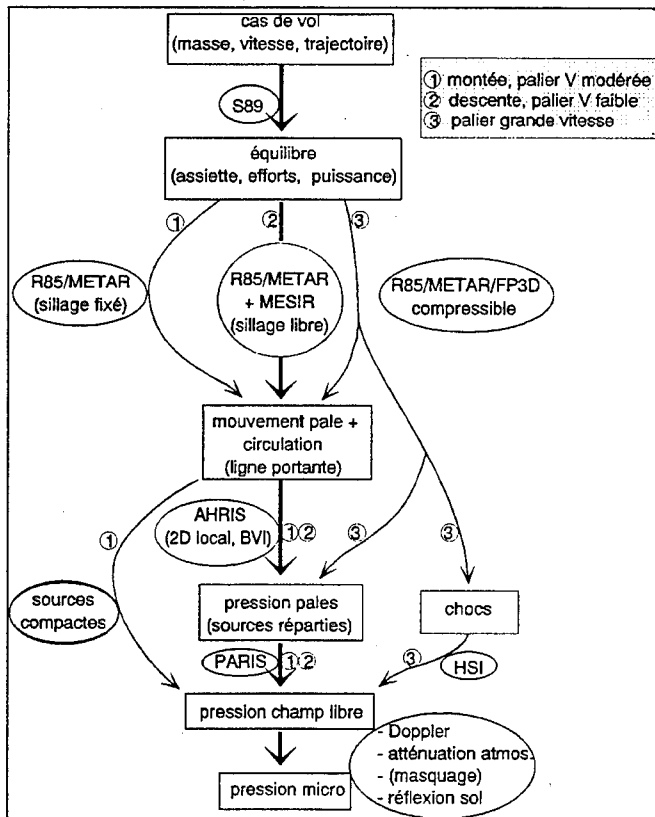 cas de vol
(masse, vitesse, trajectoire)
① montée, palier V modérée
② descente, palier V faible
③ palier grande vitesse
S89
équilibre
(assiette, efforts, puissance)
①
②
③
R85/METAR
(sillage fixé)
R85/METAR
+ MESIR
(sillage libre)
R85/METAR/FP3D
compressible
mouvement pale +
circulation
(ligne portante)
①
AHRIS
(2D local, BVI)
①②
③
③
sources
compactes
pression pales
(sources réparties)
chocs
PARIS
①②
③
HSI
pression champ libre
- Doppler
- atténuation atmos.
- (masquage)
- réflexion sol
pression micro